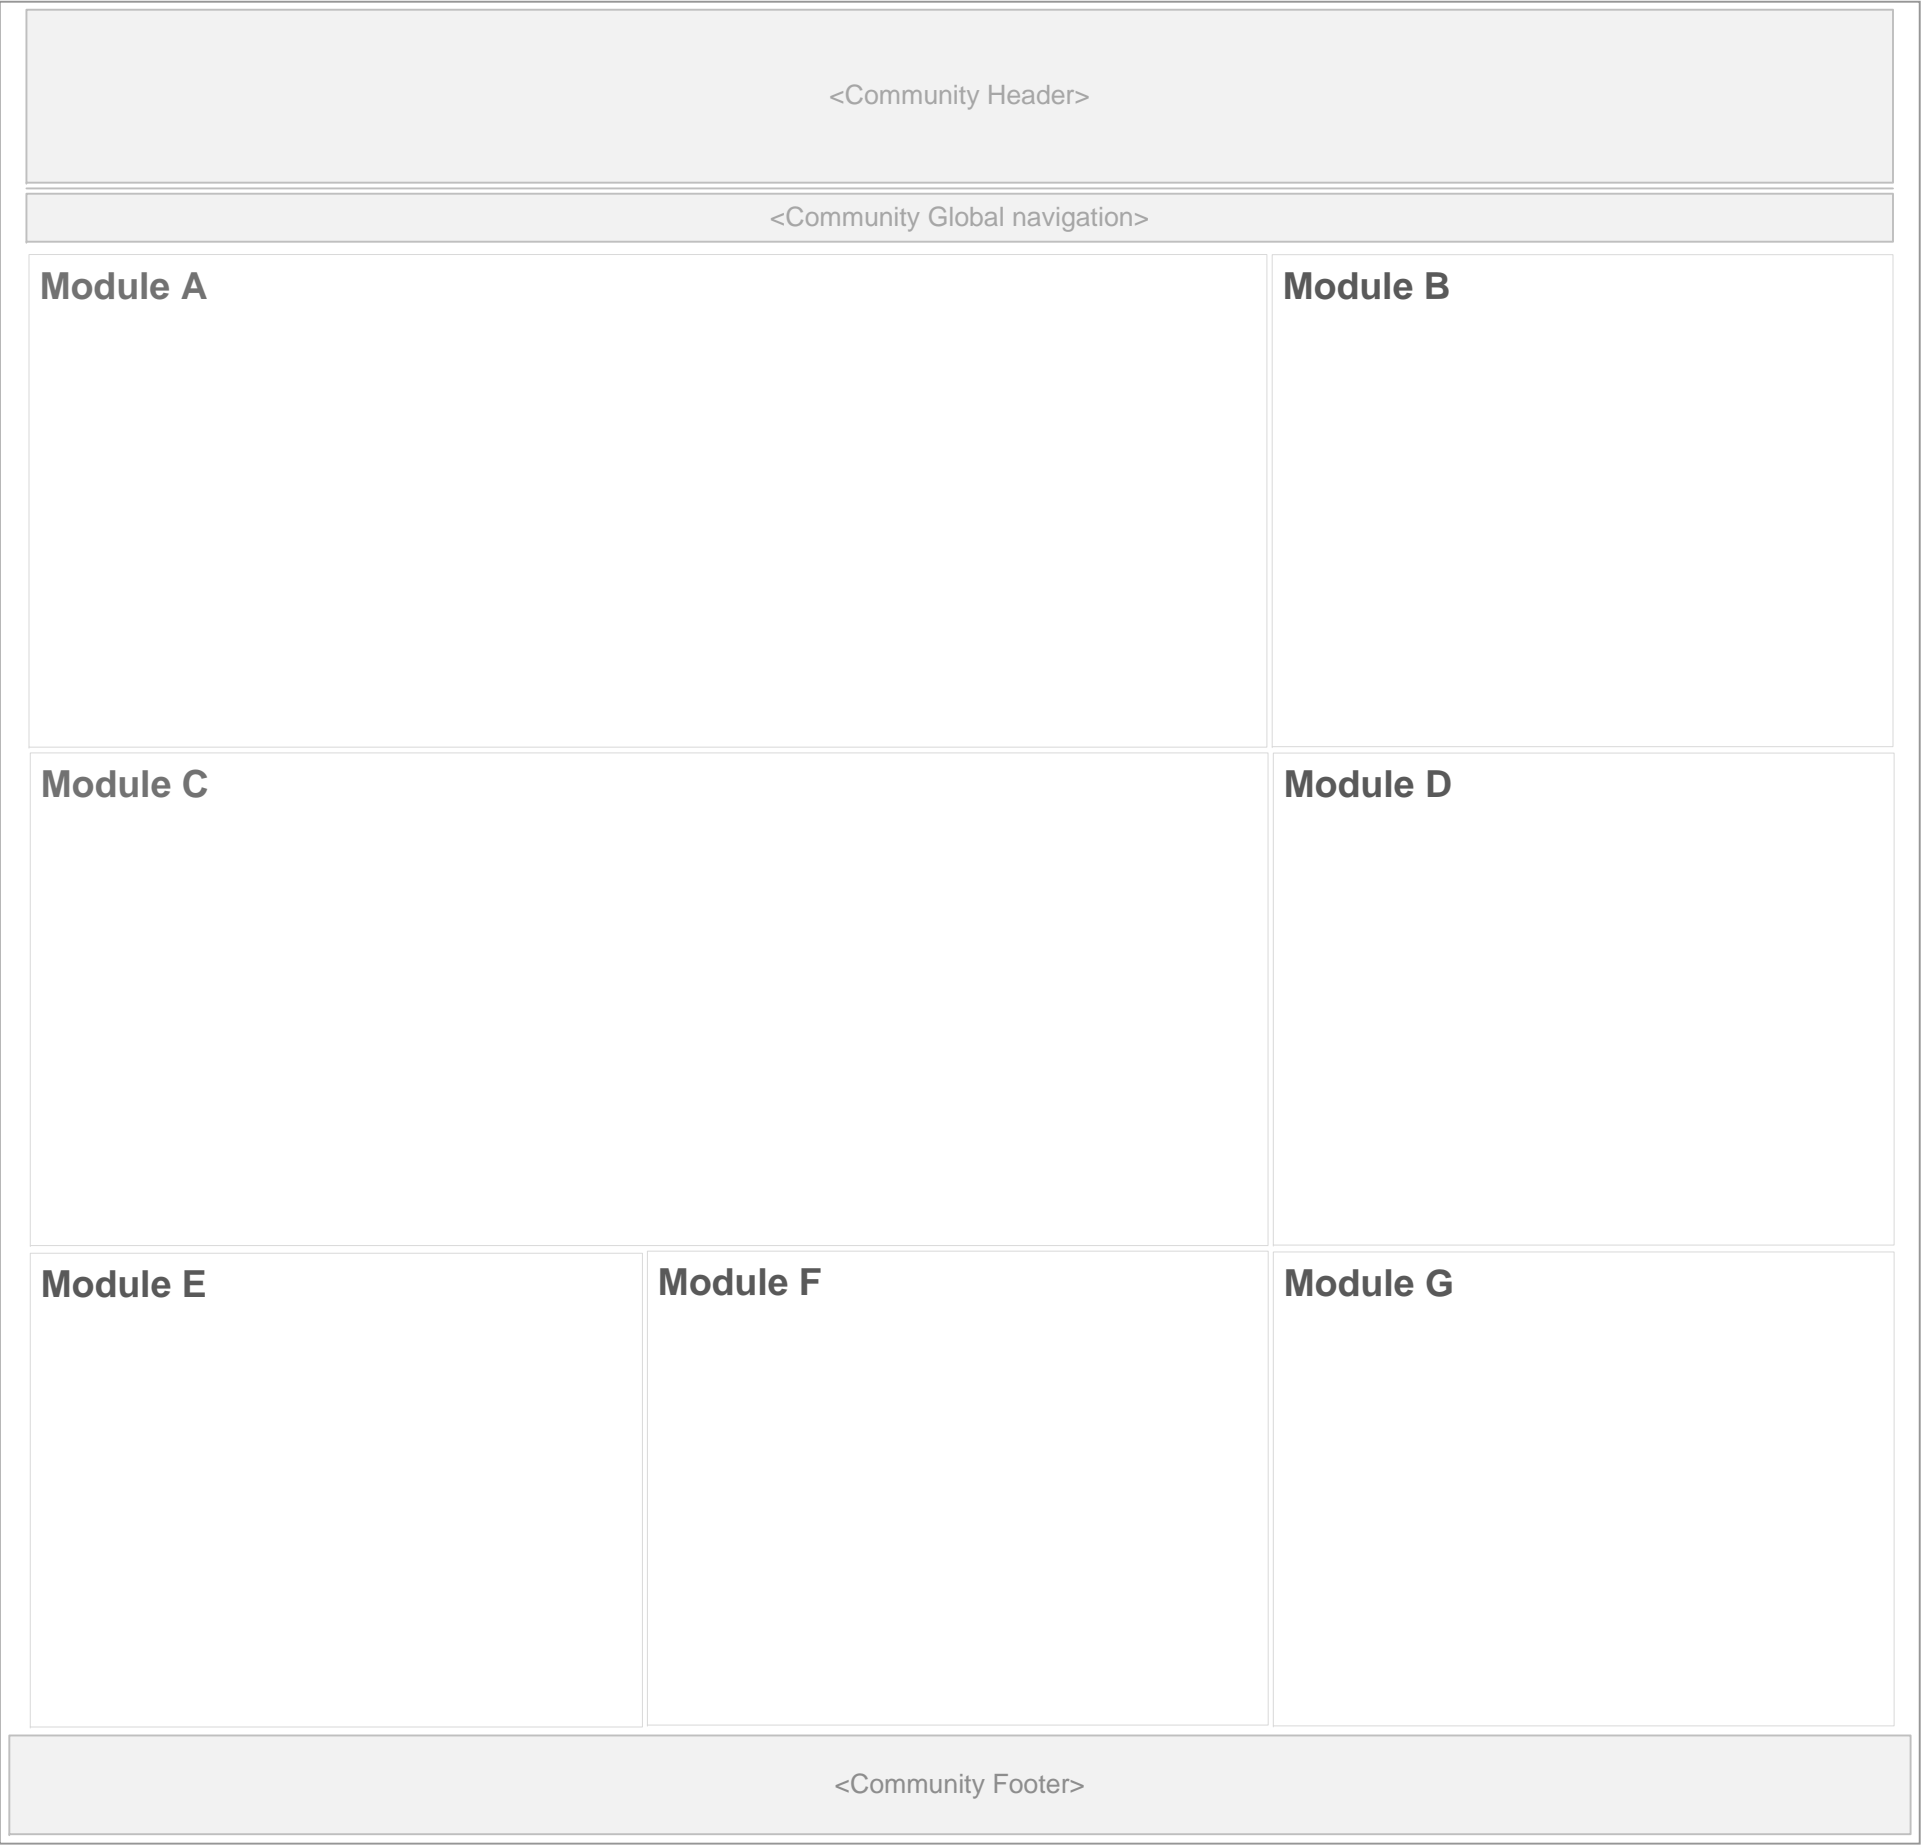 <Community Header>
<Community Global navigation>
Module A
Module B
Module C
Module D
Module E
Module F
Module G
<Community Footer>